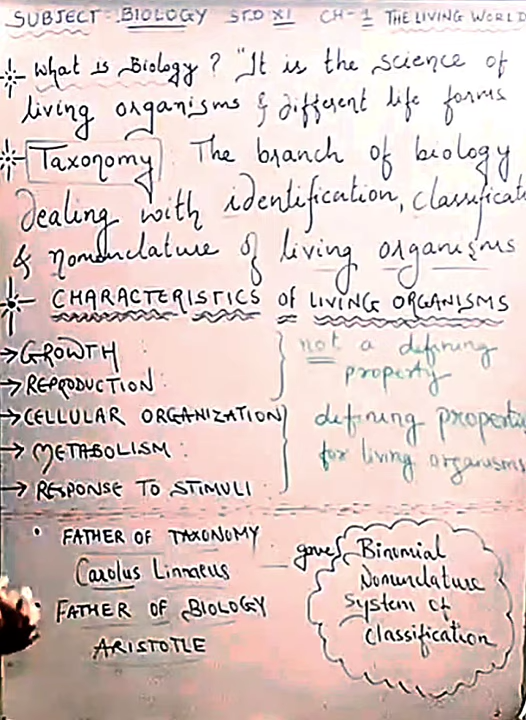 SUBJECT - BIOLOGY STD XI CH-1 THE LIVING WORLD
What is Biology? "It is the science of
living organisms & different life forms
Taxonomy The branch of biology
dealing with identification, classificat
& nomenclature of living organisms
CHARACTERISTICS of LIVING ORGANISMS
→ GROWTH :
→ REPRODUCTION :
not a defining
property
→ CELLULAR ORGANIZATION
→ METABOLISM :
→ RESPONSE TO STIMULI :
defining properti
for living organisms
• FATHER OF TAXONOMY
Carolus Linnaeus
FATHER OF BIOLOGY
ARISTOTLE
gave
Binomial
Nomenclature
System of
Classification